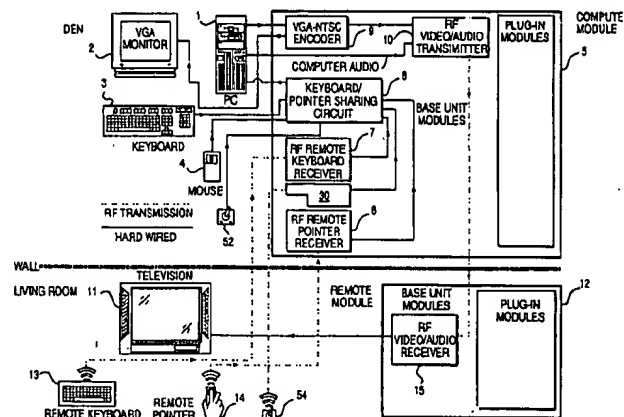 DEN
1
COMPUTE
MODULE
VGA
MONITOR
2
VGA-NTSC
ENCODER
9
RF
VIDEO/AUDIO
TRANSMITTER
10
PLUG-IN
MODULES
5
PC
COMPUTER AUDIO
8
3
KEYBOARD
KEYBOARD/
POINTER SHARING
CIRCUIT
BASE UNIT
MODULES
4
MOUSE
7
RF REMOTE
KEYBOARD
RECEIVER
30
RF TRANSMISSION
HARD WIRED
52
6
RF REMOTE
POINTER
RECEIVER
WALL
LIVING ROOM
TELEVISION
11
REMOTE
MODULE
BASE UNIT
MODULES
RF
VIDEO/AUDIO
RECEIVER
15
PLUG-IN
MODULES
12
13
REMOTE KEYBOARD
REMOTE
POINTER
14
54